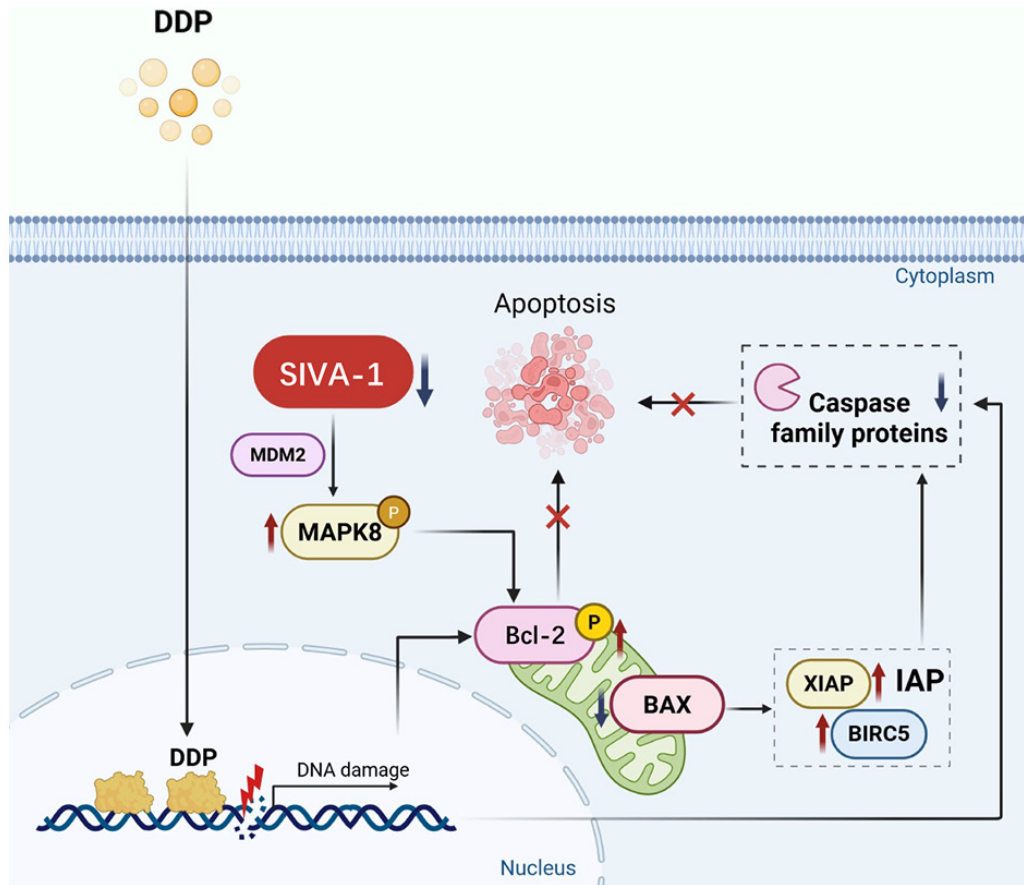 DDP
Cytoplasm
Apoptosis
SIVA-1
Caspase
family proteins
MDM2
P
MAPK8
P
Bcl-2
BAX
XIAP
IAP
BIRC5
DDP
DNA damage
Nucleus